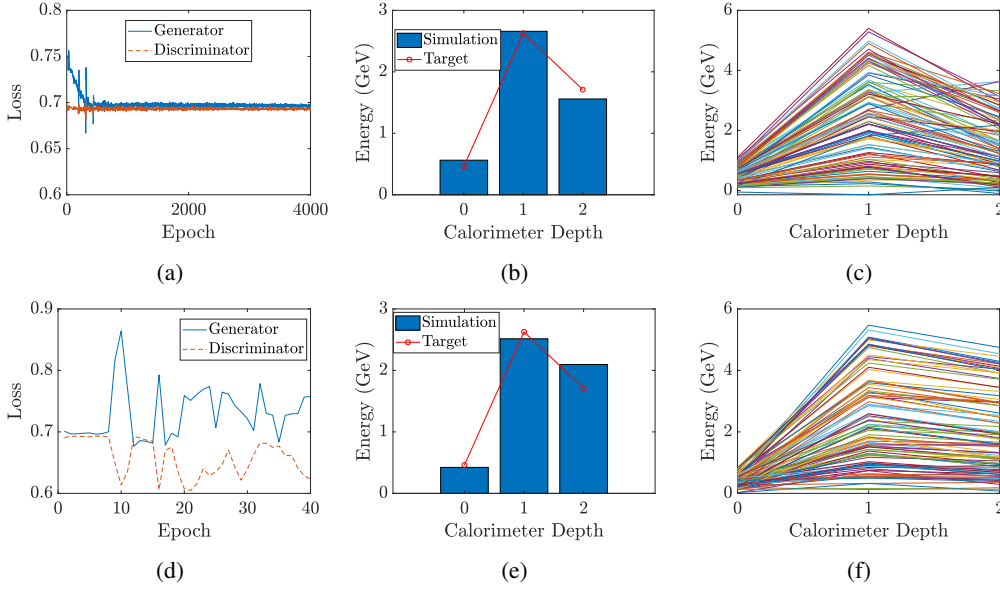 0.8
0.75
0.7
0.65
0.6
Loss
0
2000
4000
Epoch
Generator
Discriminator
(a)
3
2
1
0
Energy (GeV)
0
1
2
Calorimeter Depth
Simulation
Target
(b)
6
4
2
0
Energy (GeV)
0
1
2
Calorimeter Depth
(c)
0.9
0.8
0.7
0.6
Loss
0
10
20
30
40
Epoch
Generator
Discriminator
(d)
3
2
1
0
Energy (GeV)
0
1
2
Calorimeter Depth
Simulation
Target
(e)
6
4
2
0
Energy (GeV)
0
1
2
Calorimeter Depth
(f)